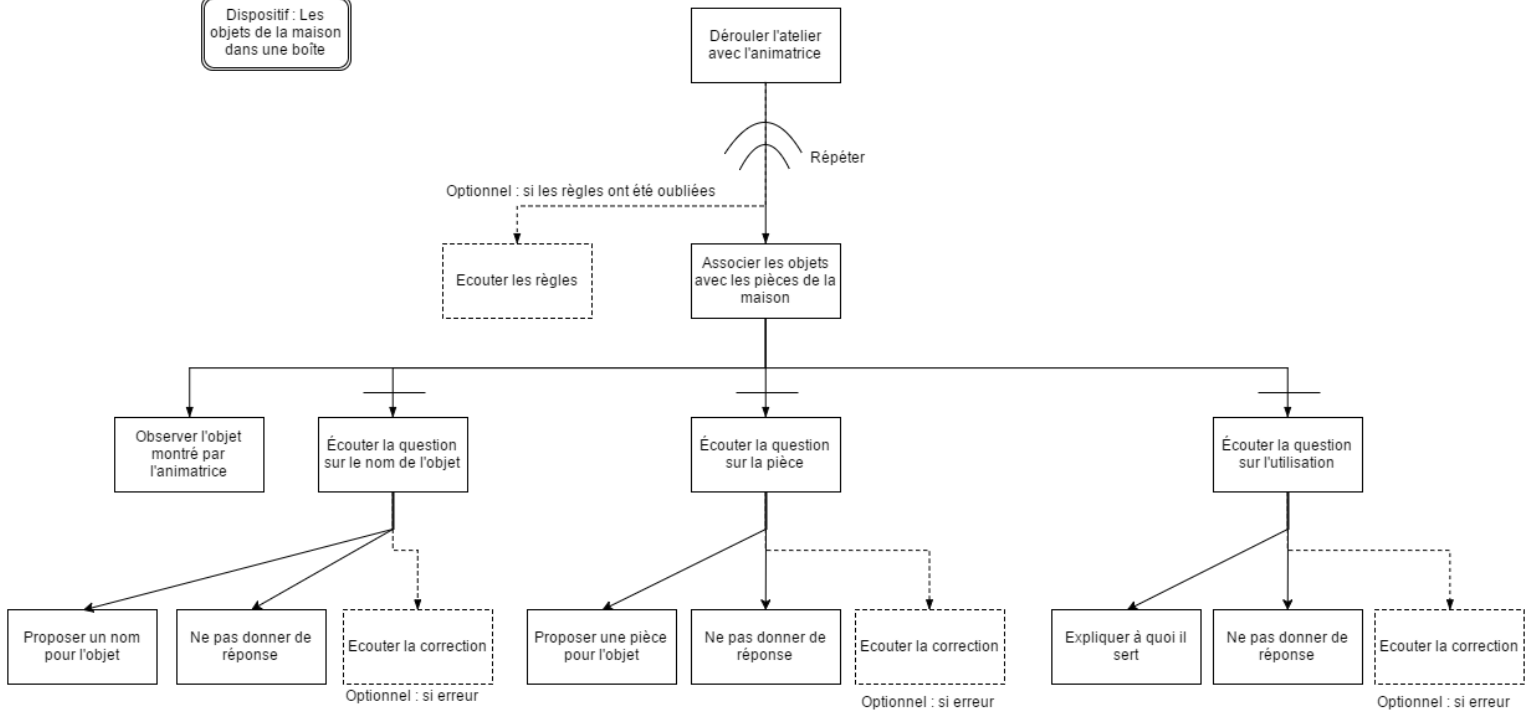 Dispositif : Les
objets de la maison
dans une boîte
Dérouler l'atelier
avec l'animatrice
Répéter
Optionnel : si les règles ont été oubliées
Ecouter les règles
Associer les objets
avec les pièces de la
maison
Observer l'objet
montré par
l'animatrice
Écouter la question
sur le nom de l'objet
Écouter la question
sur la pièce
Écouter la question
sur l'utilisation
Proposer un nom
pour l'objet
Ne pas donner de
réponse
Ecouter la correction
Optionnel : si erreur
Proposer une pièce
pour l'objet
Ne pas donner de
réponse
Ecouter la correction
Optionnel : si erreur
Expliquer à quoi il
sert
Ne pas donner de
réponse
Ecouter la correction
Optionnel : si erreur